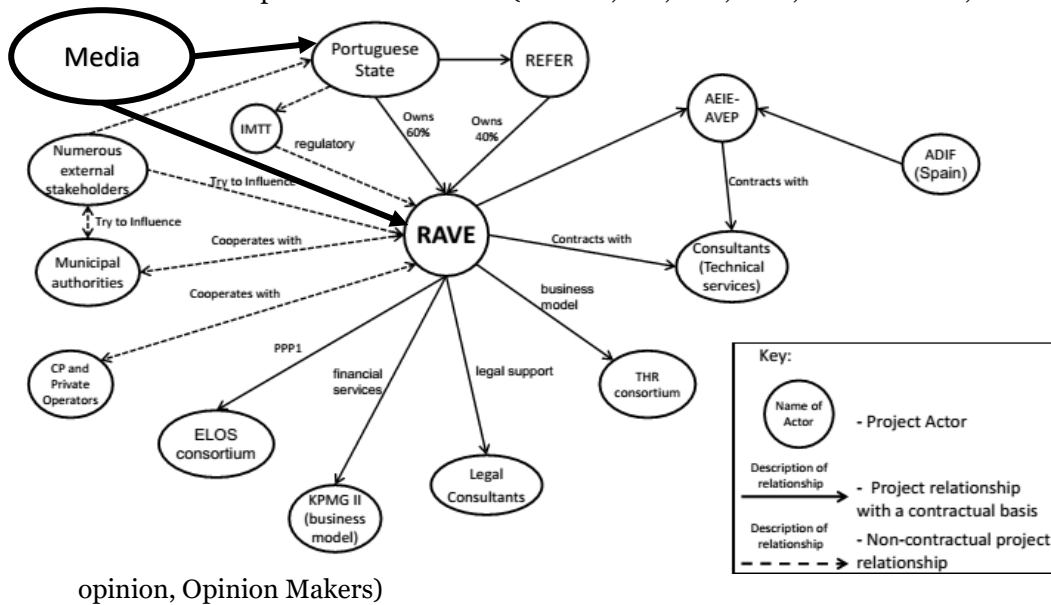 Media
Portuguese
State
REFER
AEIE-
AVEP
IMTT
regulatory
Owns
60%
Owns
40%
ADIF
(Spain)
Numerous
external
stakeholders
Try to Influence
Contracts with
Try to Influence
RAVE
Cooperates with
Contracts with
Municipal
authorities
Consultants
(Technical
services)
Cooperates with
business
model
PPP1
CP and
Private
Operators
financial
services
legal support
THR
consortium
ELOS
consortium
Legal
Consultants
KPMG II
(business
model)
Key:
Name of
Actor
- Project Actor
Description of
relationship
- Project relationship
with a contractual basis
Description of
relationship
- Non-contractual project
relationship
opinion, Opinion Makers)